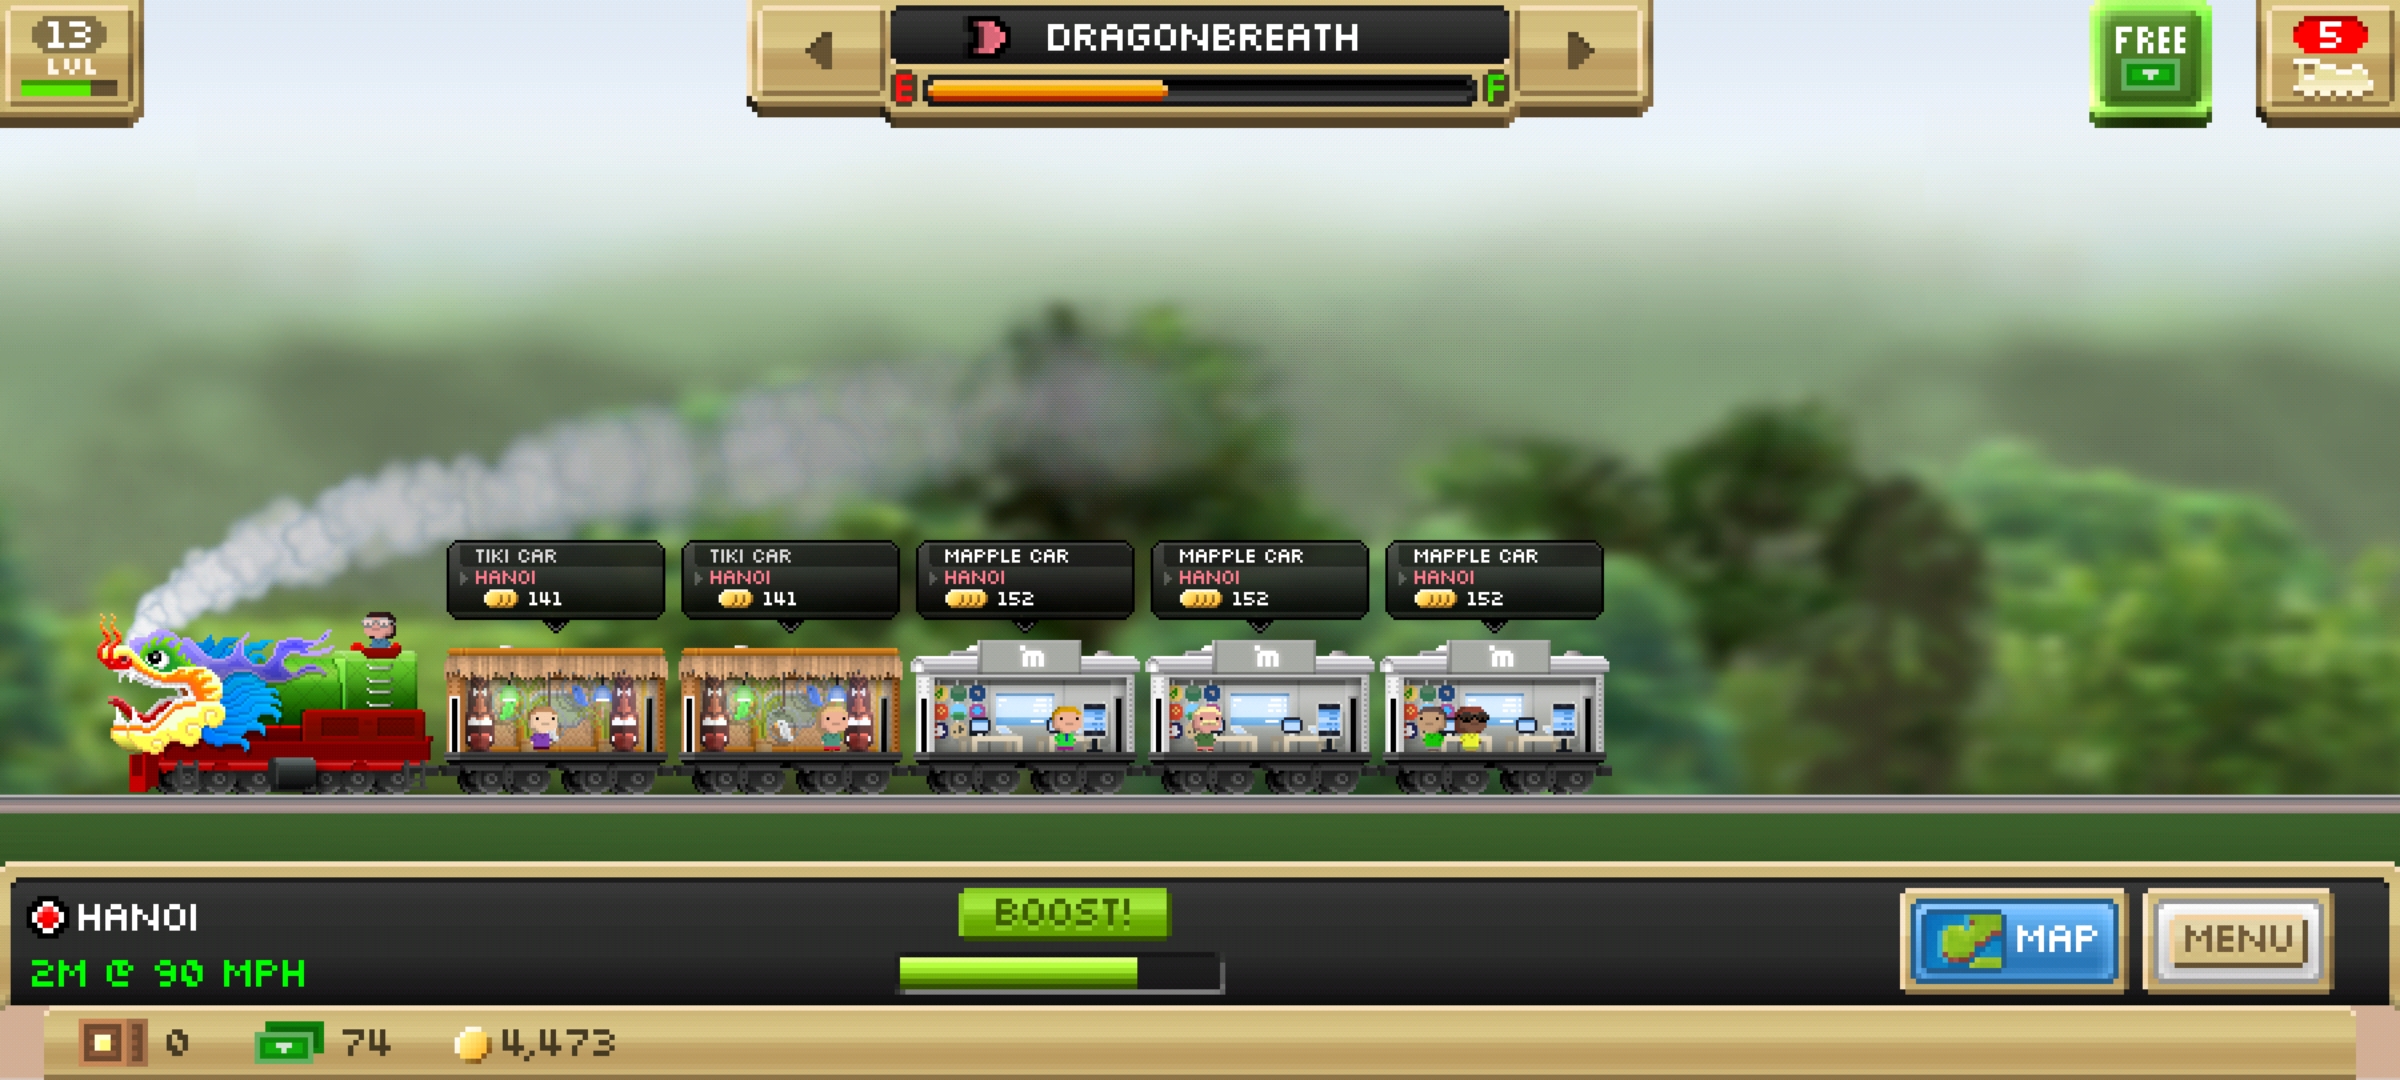 13
LVL
DRAGONBREATH
E F
FREE
5
TIKI CAR
HANOI
141
TIKI CAR
HANOI
141
MAPPLE CAR
HANOI
152
MAPPLE CAR
HANOI
152
MAPPLE CAR
HANOI
152
m m m
HANOI
2M @ 90 MPH
BOOST!
MAP
MENU
0 74 4,473